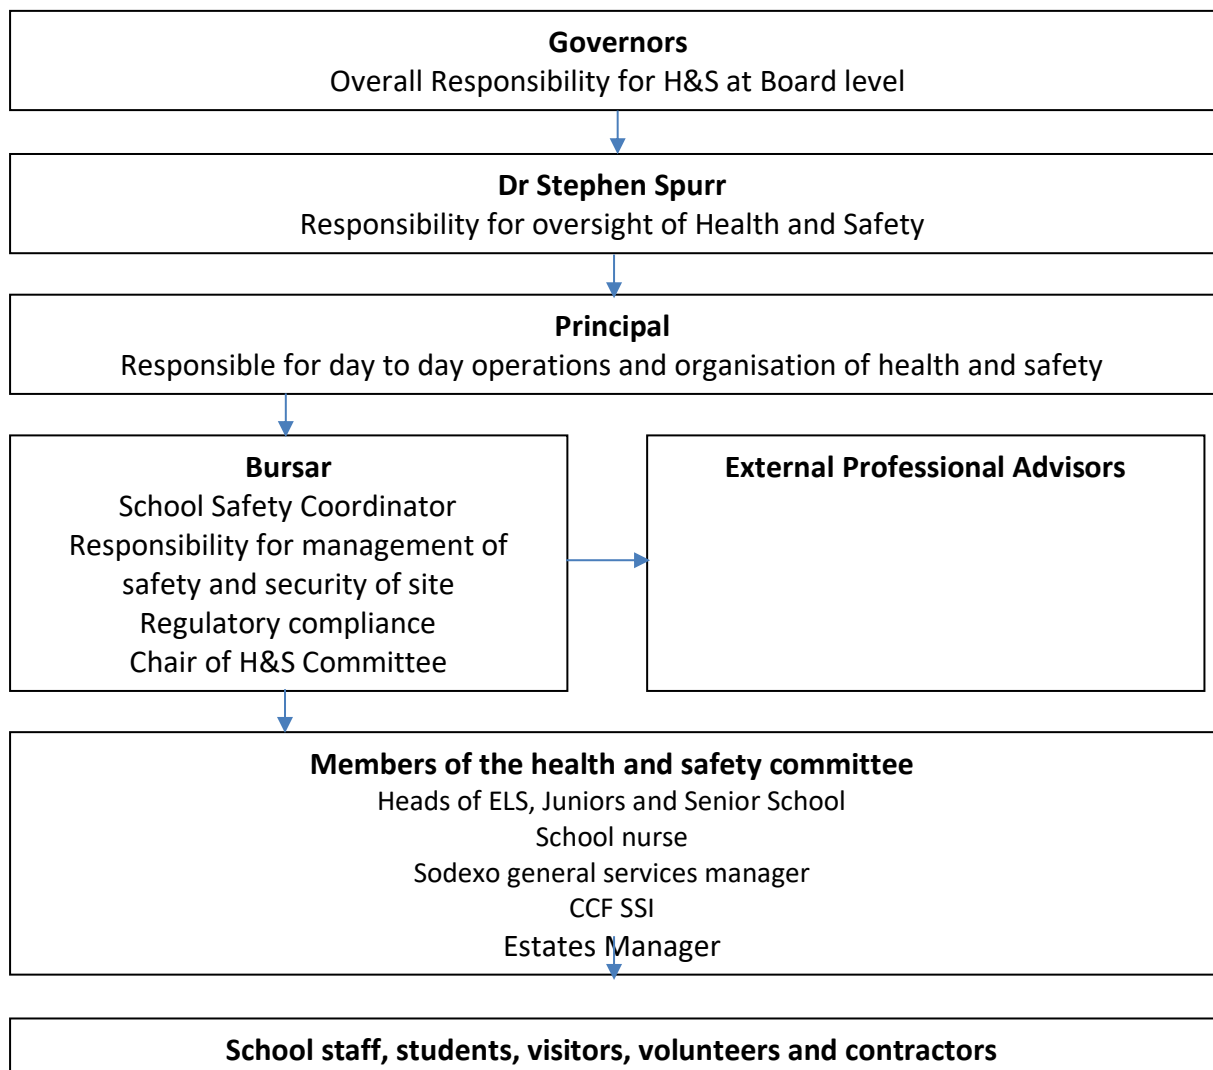 Governors
Overall Responsibility for H&S at Board level
Dr Stephen Spurr
Responsibility for oversight of Health and Safety
Principal
Responsible for day to day operations and organisation of health and safety
Bursar
School Safety Coordinator
Responsibility for management of
safety and security of site
Regulatory compliance
Chair of H&S Committee
External Professional Advisors
Members of the health and safety committee
Heads of ELS, Juniors and Senior School
School nurse
Sodexo general services manager
CCF SSI
Estates Manager
School staff, students, visitors, volunteers and contractors